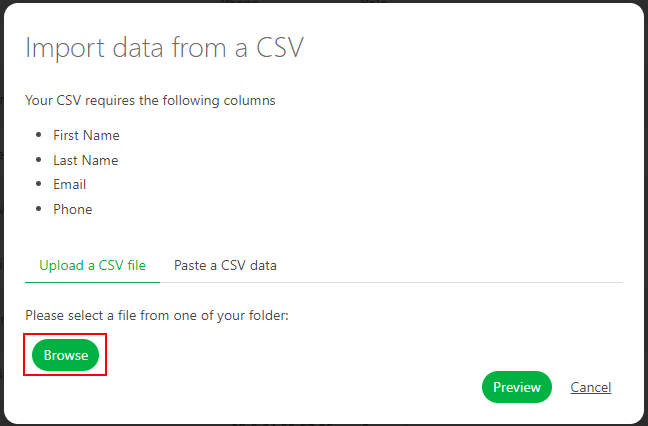 Import data from a CSV
Your CSV requires the following columns
First Name
Last Name
Email
Phone
Upload a CSV file Paste a CSV data
Please select a file from one of your folder:
Browse
Preview Cancel